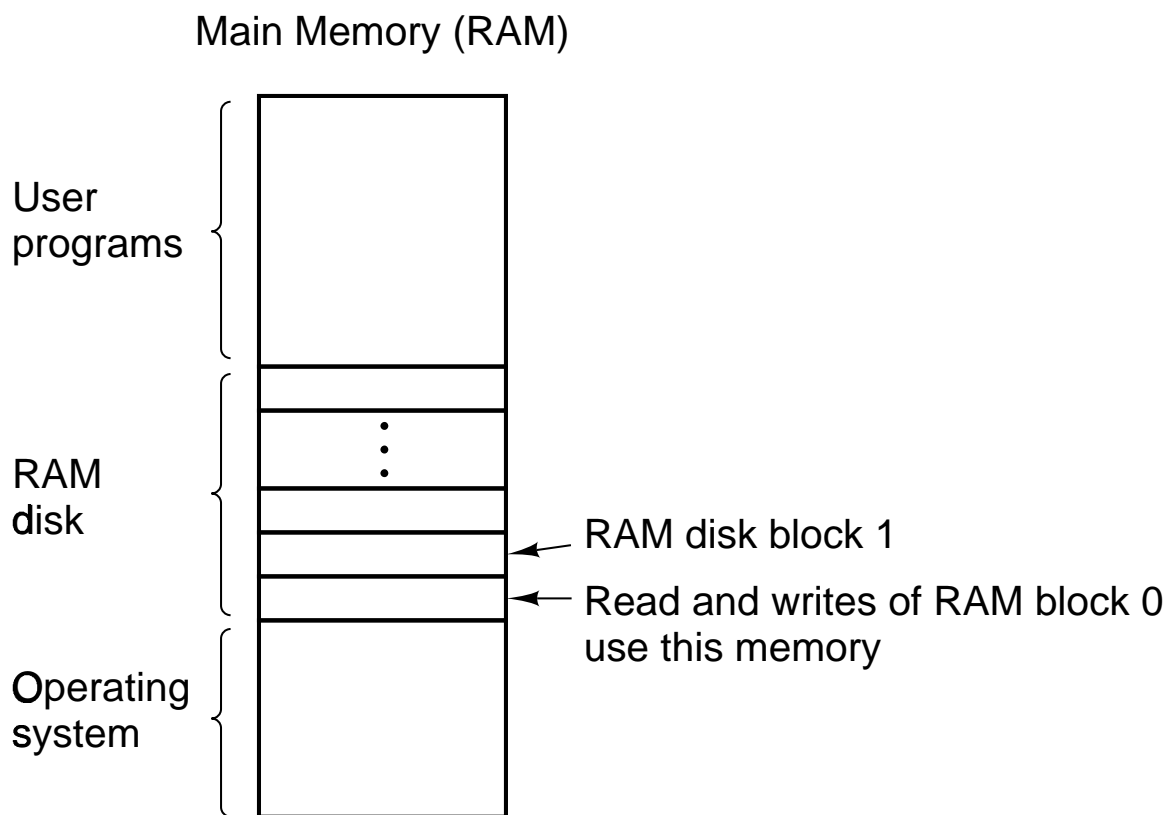 Main Memory (RAM)
User
programs
RAM
disk
RAM disk block 1
Read and writes of RAM block 0
use this memory
Operating
system